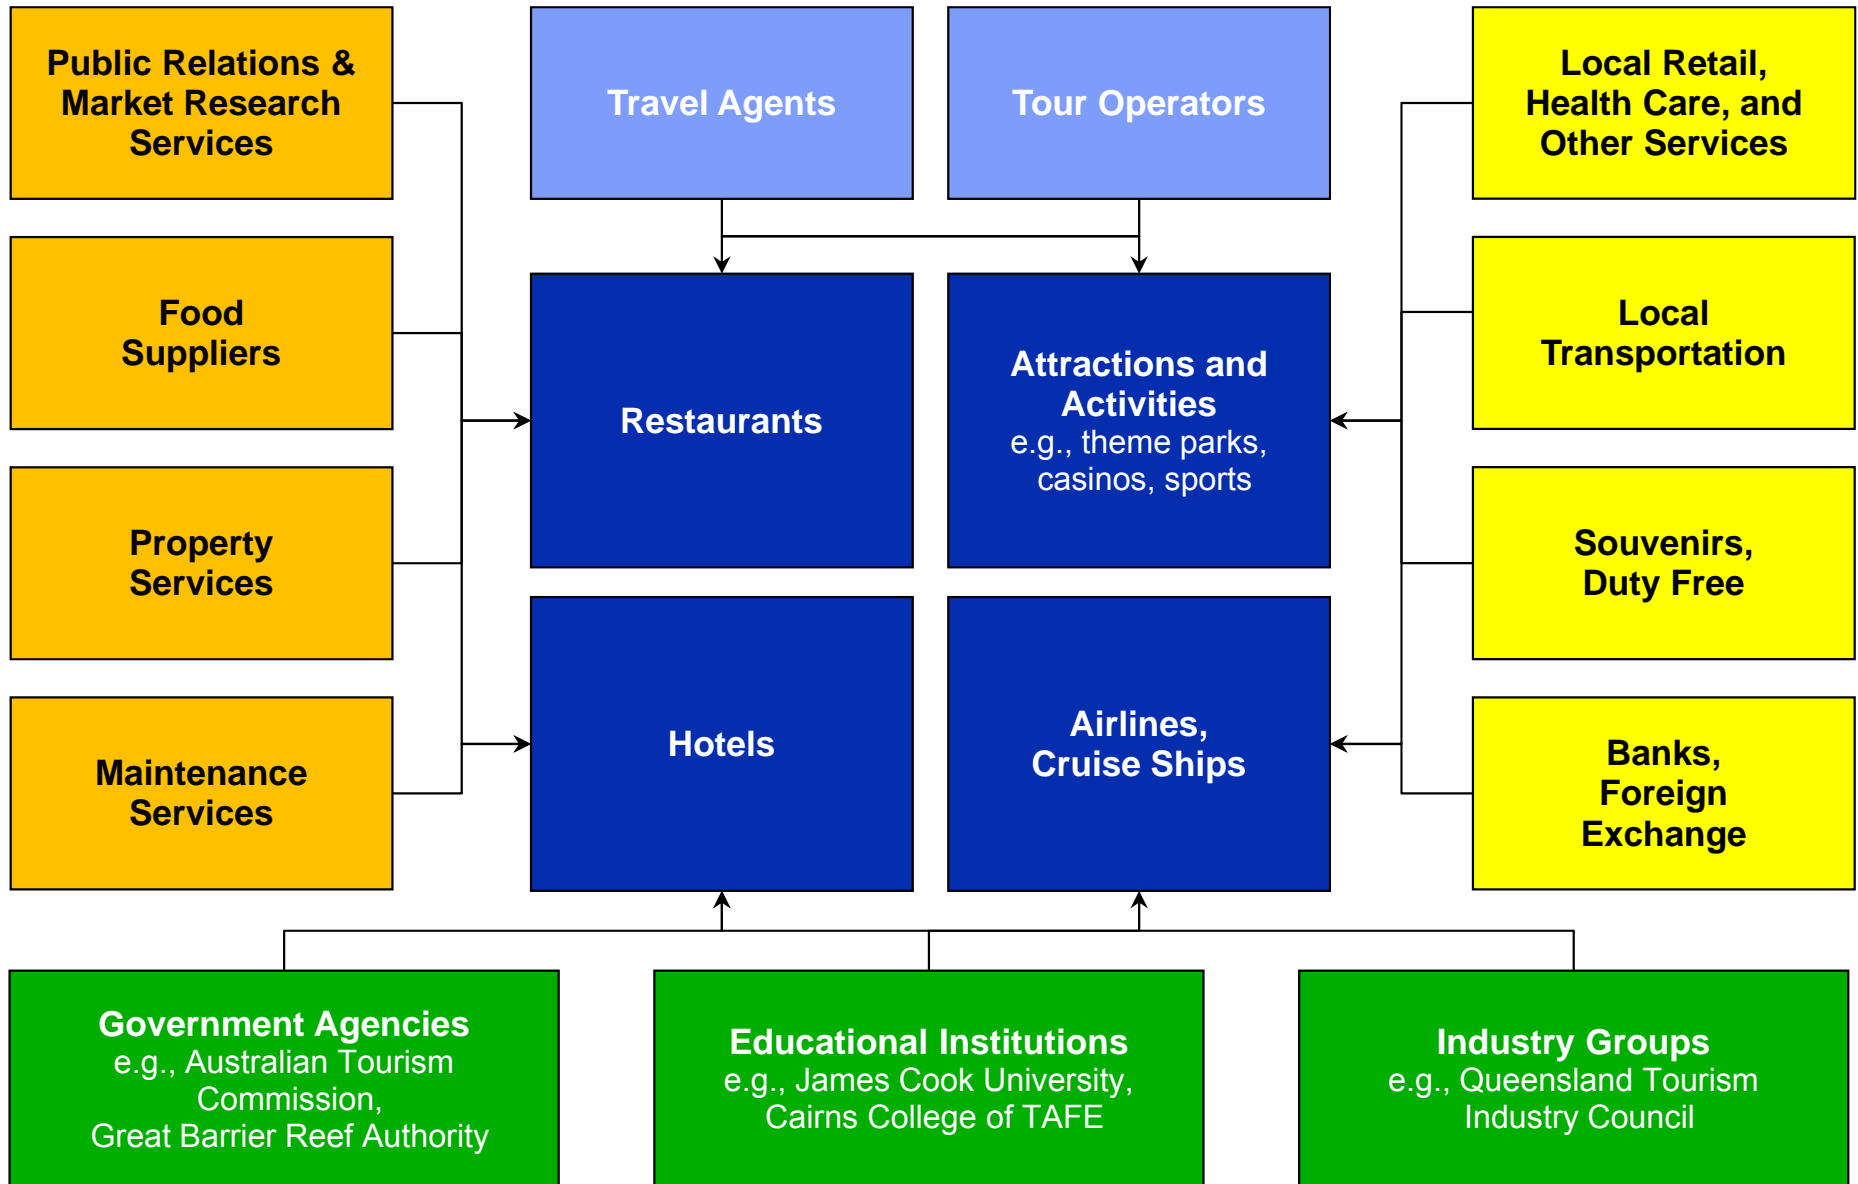 Public Relations &
Market Research
Services
Travel Agents
Tour Operators
Local Retail,
Health Care, and
Other Services
Food
Suppliers
Restaurants
Attractions and
Activities
e.g., theme parks,
casinos, sports
Local
Transportation
Property
Services
Souvenirs,
Duty Free
Maintenance
Services
Hotels
Airlines,
Cruise Ships
Banks,
Foreign
Exchange
Government Agencies
e.g., Australian Tourism
Commission,
Great Barrier Reef Authority
Educational Institutions
e.g., James Cook University,
Cairns College of TAFE
Industry Groups
e.g., Queensland Tourism
Industry Council